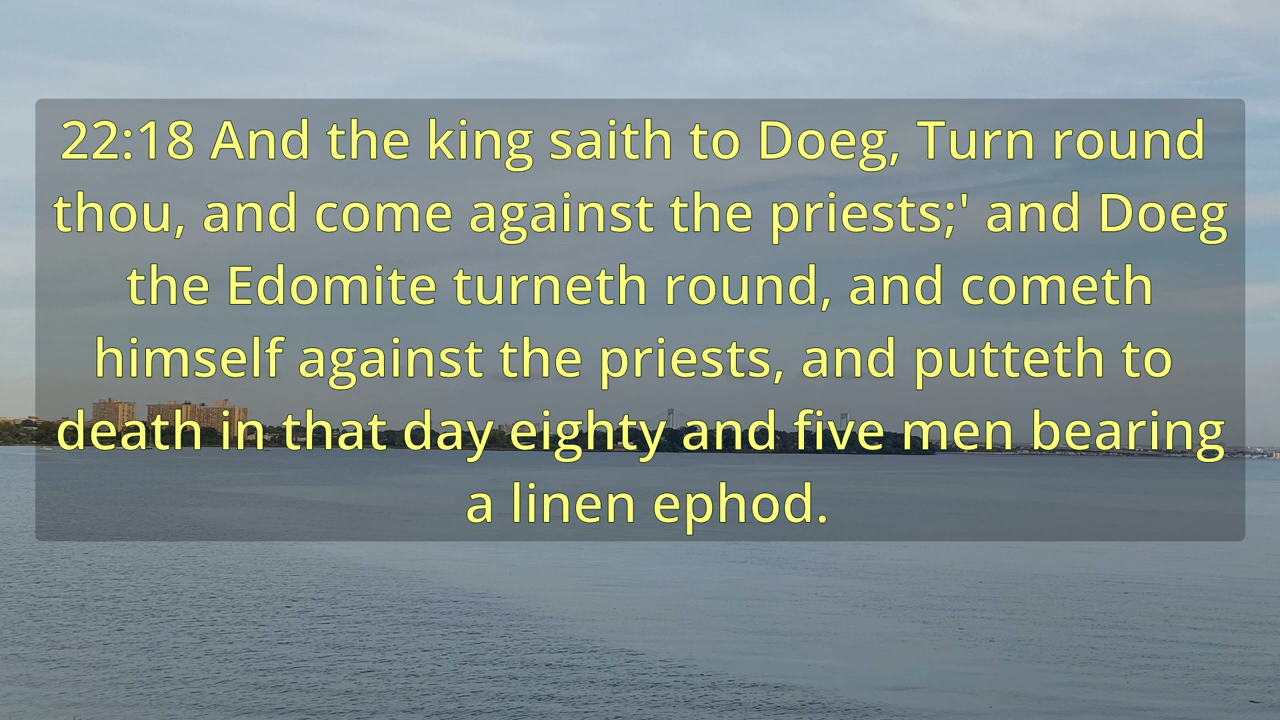 22:18 And the king saith to Doeg, Turn round
thou, and come against the priests;' and Doeg
the Edomite turneth round, and cometh
himself against the priests, and putteth to
death in that day eighty and five men bearing
a linen ephod.